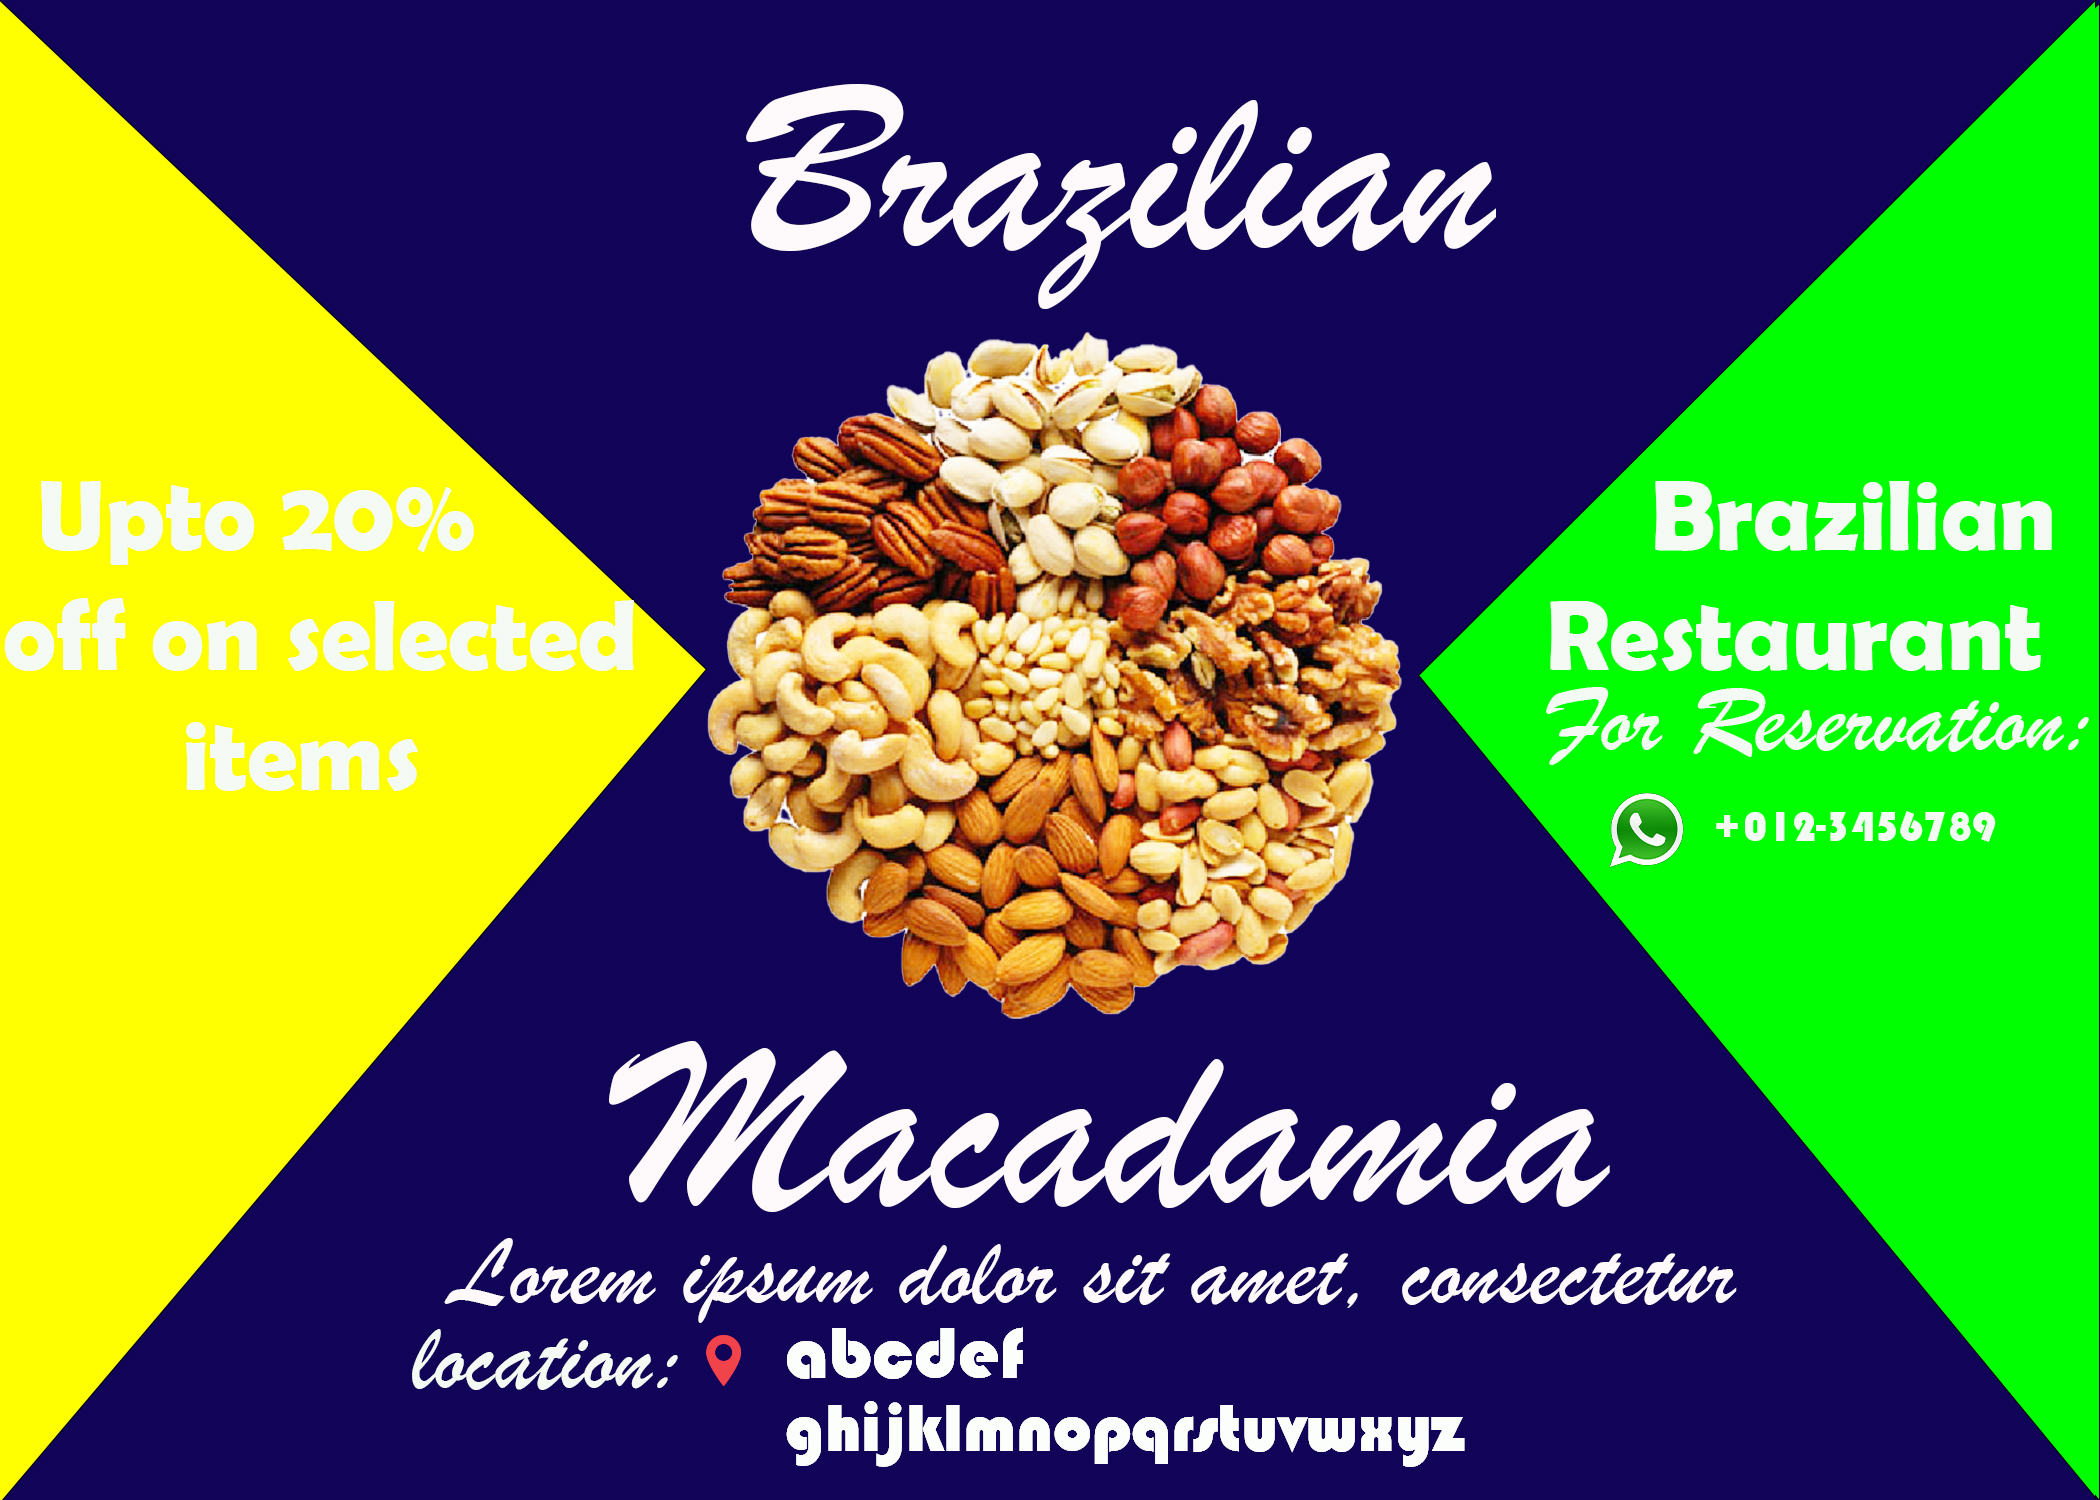 Brazilian
Upto 20%
off on selected
items
Brazilian
Restaurant
For Reservation:
+012-3456789
Macadamia
Lorem ipsum dolor sit amet, consectetur
location:
abcdef
ghijklmnopqrstuvwxyz